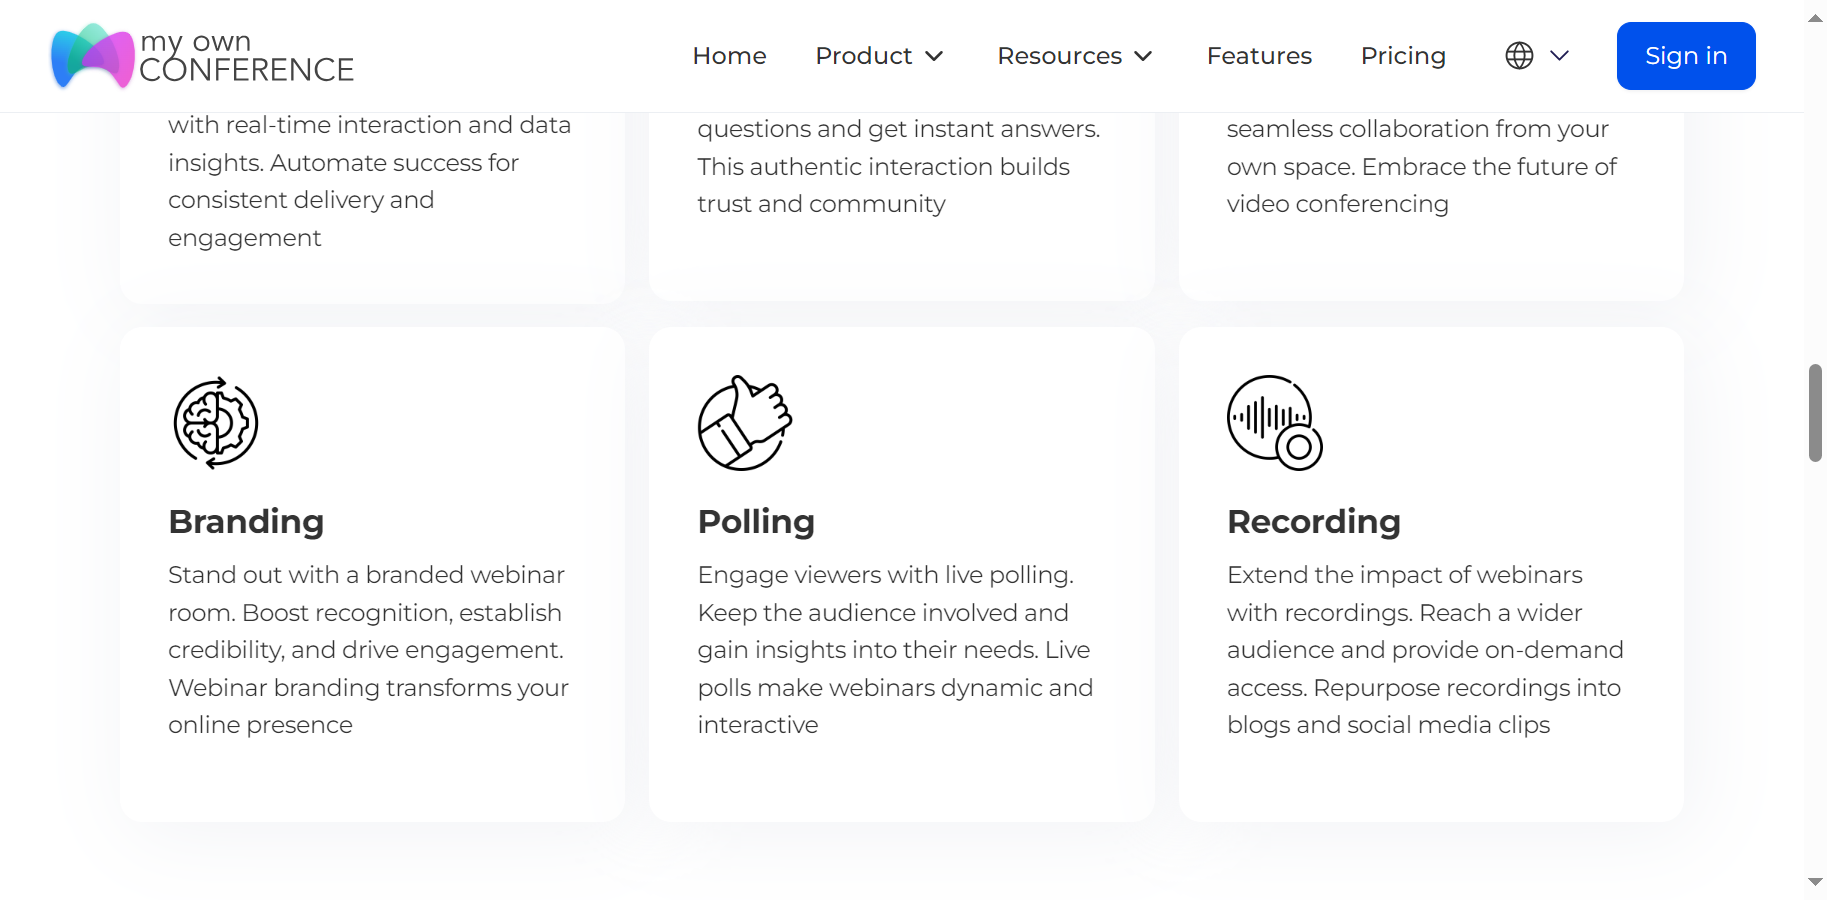 my own
CONFERENCE
Home Product Resources Features Pricing Sign in
with real-time interaction and data
insights. Automate success for
consistent delivery and
engagement
questions and get instant answers.
This authentic interaction builds
trust and community
seamless collaboration from your
own space. Embrace the future of
video conferencing
Branding
Stand out with a branded webinar
room. Boost recognition, establish
credibility, and drive engagement.
Webinar branding transforms your
online presence
Polling
Engage viewers with live polling.
Keep the audience involved and
gain insights into their needs. Live
polls make webinars dynamic and
interactive
Recording
Extend the impact of webinars
with recordings. Reach a wider
audience and provide on-demand
access. Repurpose recordings into
blogs and social media clips